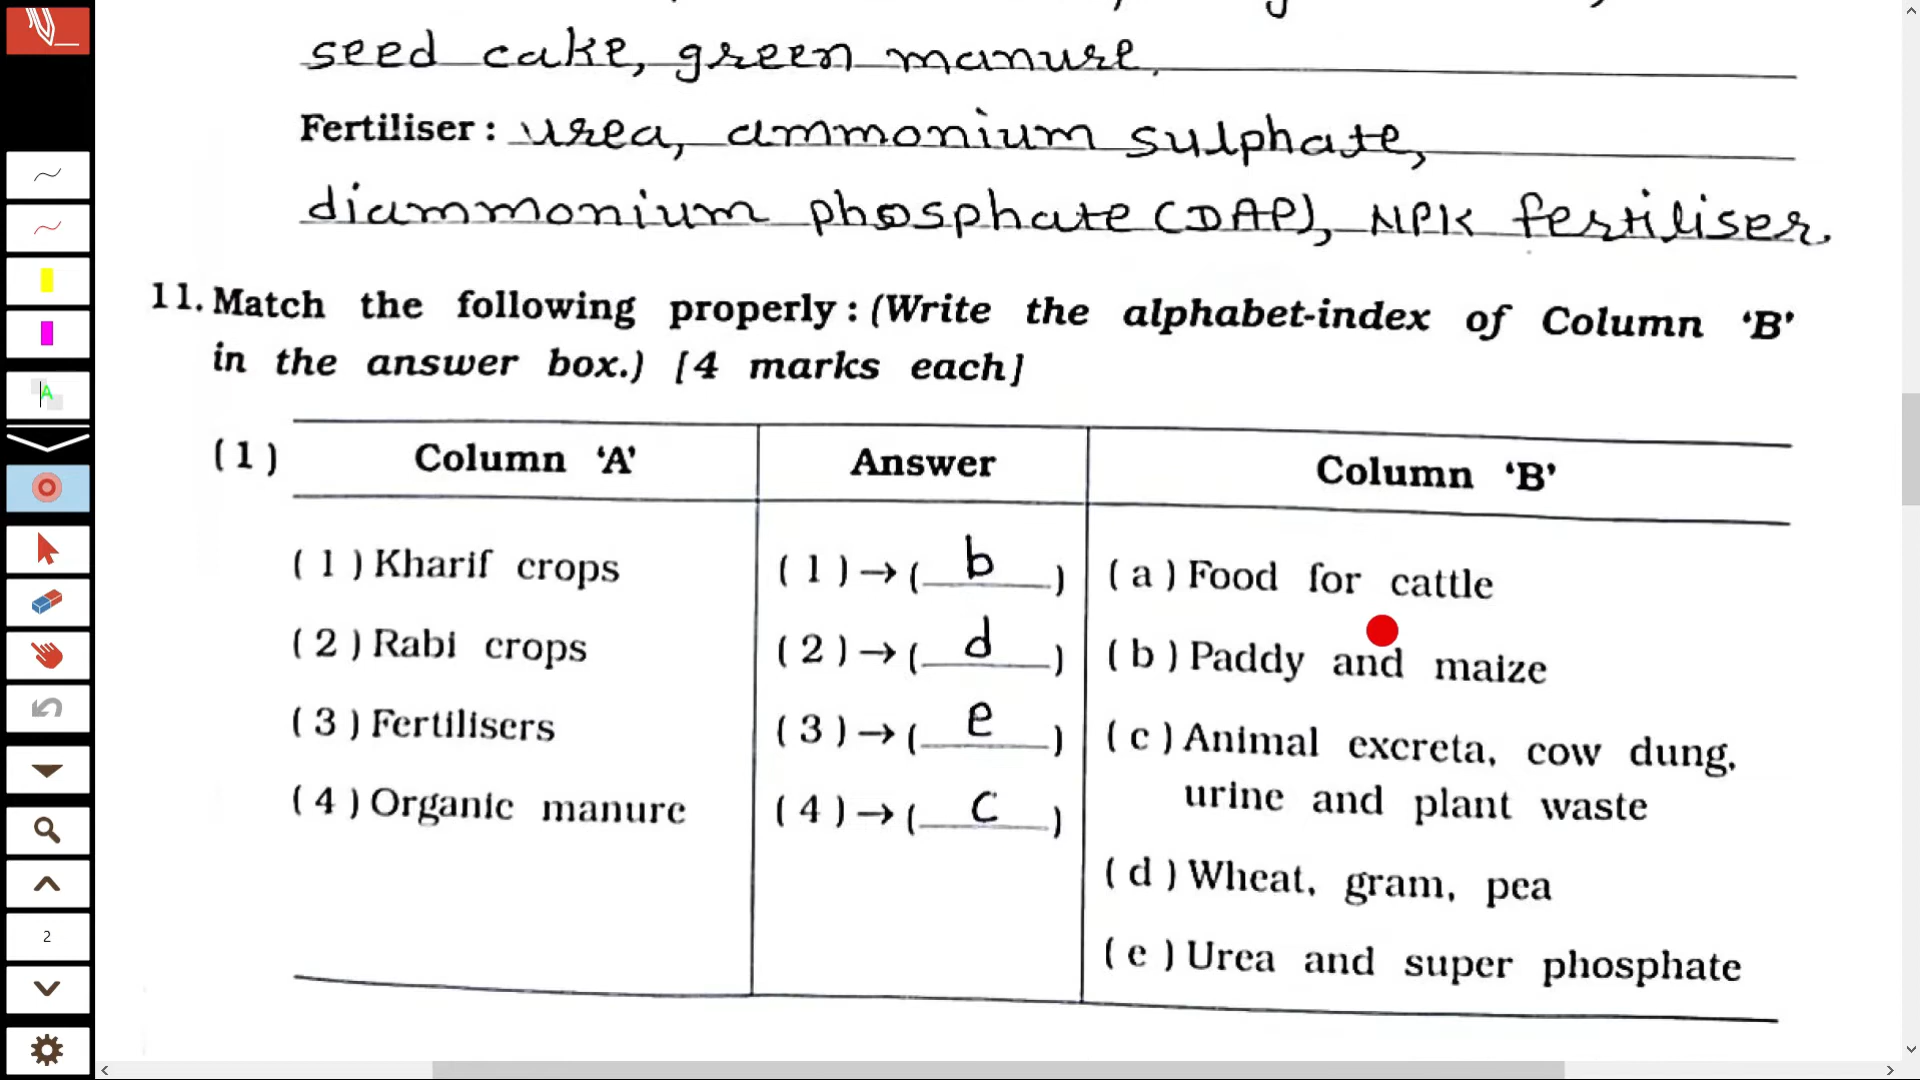 seed cake, green manure,
Fertiliser : urea, ammonium sulphate,
diammonium phosphate (DAP), NPK fertiliser.
11. Match the following properly : (Write the alphabet-index of Column 'B'
in the answer box.) [4 marks each]
(1) Column 'A' Answer Column 'B'
(1) Kharif crops (1) → (b) (a) Food for cattle
(2) Rabi crops (2) → (d) (b) Paddy and maize
(3) Fertilisers (3) → (e) (c) Animal excreta, cow dung,
urine and plant waste
(4) Organic manure (4) → (c)
(d) Wheat, gram, pea
(e) Urea and super phosphate
A
2